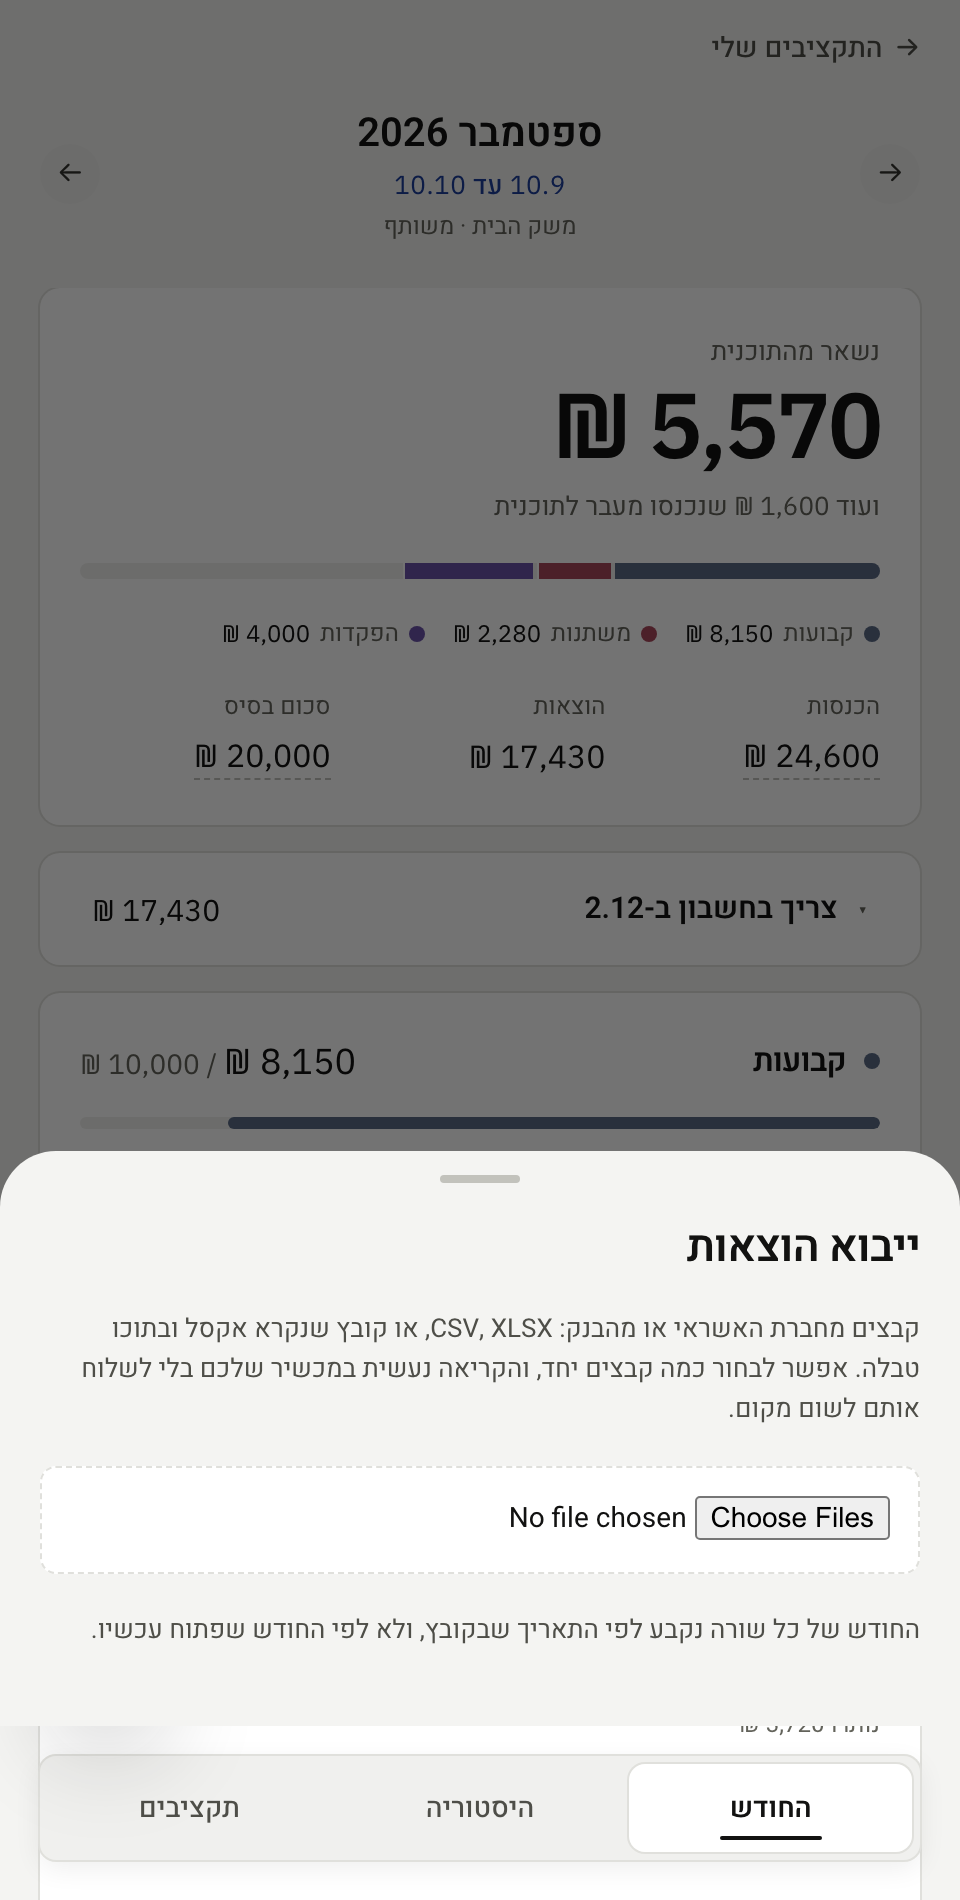 התקציבים שלי
ספטמבר 2026
10.9 עד 10.10
משק הבית · משותף
נשאר מהתוכנית
5,570 ₪
ועוד 1,600 ₪ שנכנסו מעבר לתוכנית
קבועות 8,150 ₪ משתנות 2,280 ₪ הפקדות 4,000 ₪
הכנסות הוצאות סכום בסיס
24,600 ₪ 17,430 ₪ 20,000 ₪
צריך בחשבון ב-2.12 17,430 ₪
קבועות 8,150 ₪ / 10,000 ₪
ייבוא הוצאות
קבצים מחברת האשראי או מהבנק: CSV, XLSX, או קובץ שנקרא אקסל ובתוכו
טבלה. אפשר לבחור כמה קבצים יחד, והקריאה נעשית במכשיר שלכם בלי לשלוח
אותם לשום מקום.
Choose Files No file chosen
החודש של כל שורה נקבע לפי התאריך שבקובץ, ולא לפי החודש שפתוח עכשיו.
החודש היסטוריה תקציבים